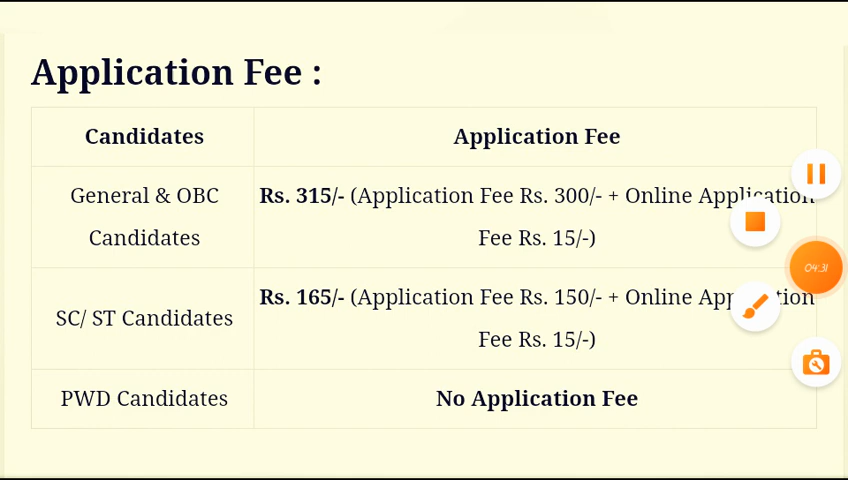 Application Fee :
Candidates
Application Fee
General & OBC
Candidates
Rs. 315/- (Application Fee Rs. 300/- + Online Application
Fee Rs. 15/-)
SC/ ST Candidates
Rs. 165/- (Application Fee Rs. 150/- + Online Application
Fee Rs. 15/-)
PWD Candidates
No Application Fee
04:31